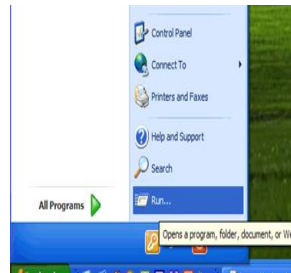 Control Panel
Connect To
Printers and Faxes
Help and Support
Search
All Programs
Run...
Opens a program, folder, document, or We